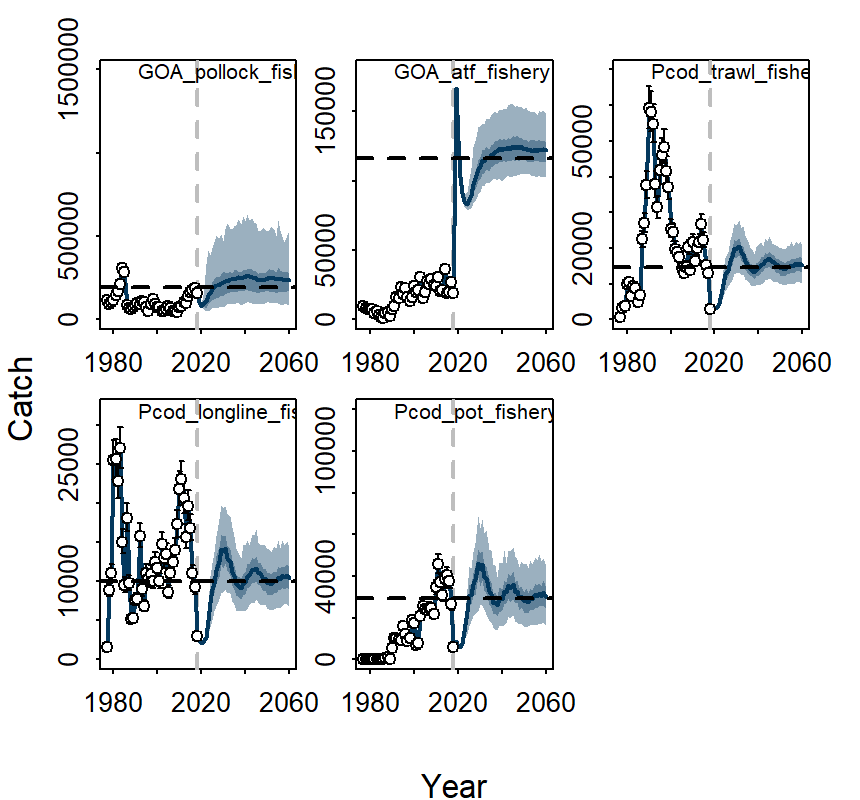 GOA_pollock_fis
GOA_atf_fishery
Pcod_trawl_fishe
0 500000 1500000
0 50000 150000
0 20000 50000
1980 2020 2060
1980 2020 2060
1980 2020 2060
Catch
Pcod_longline_fis
Pcod_pot_fishery
0 10000 25000
0 40000 100000
1980 2020 2060
1980 2020 2060
Year